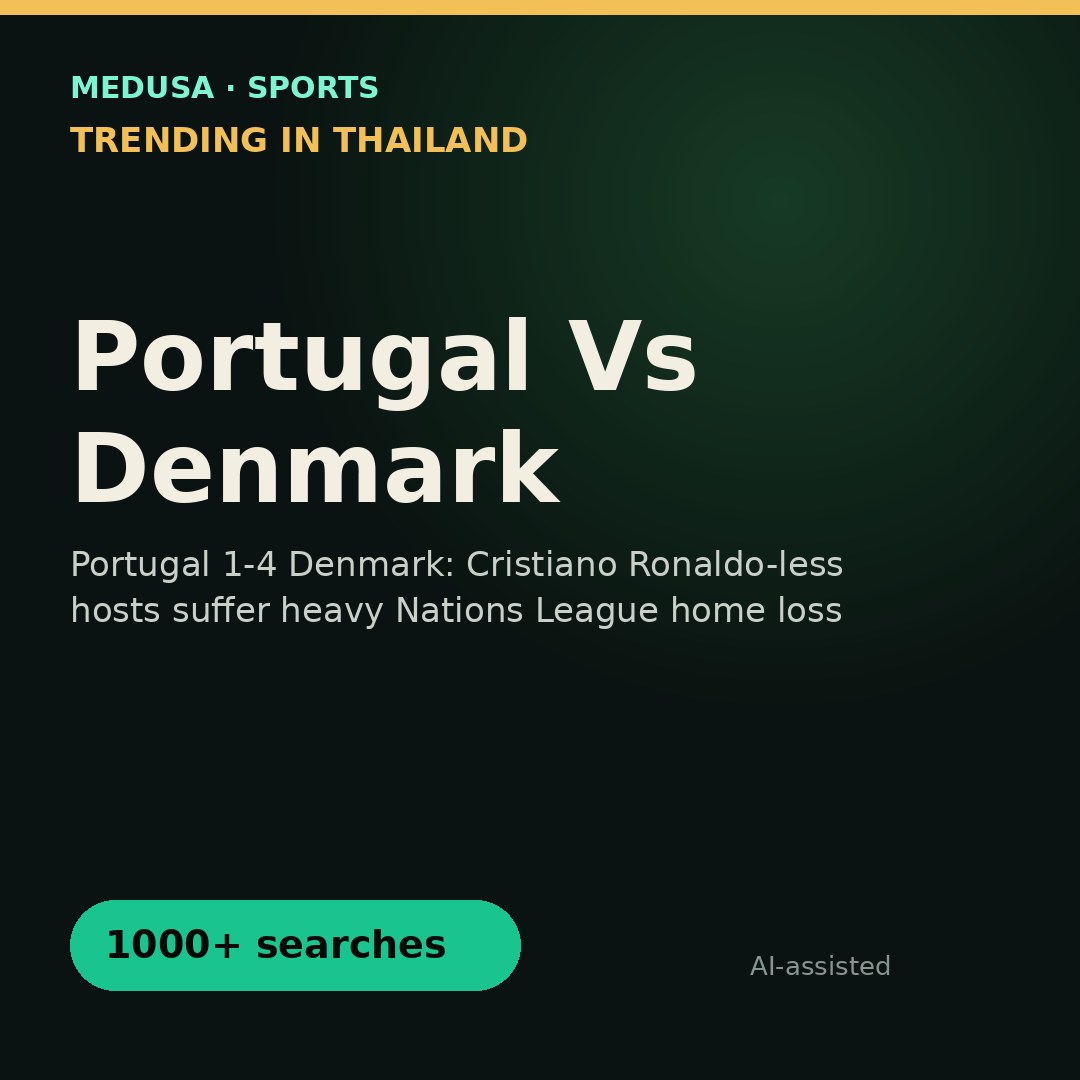 MEDUSA · SPORTS
TRENDING IN THAILAND
Portugal Vs
Denmark
Portugal 1-4 Denmark: Cristiano Ronaldo-less
hosts suffer heavy Nations League home loss
1000+ searches
AI-assisted